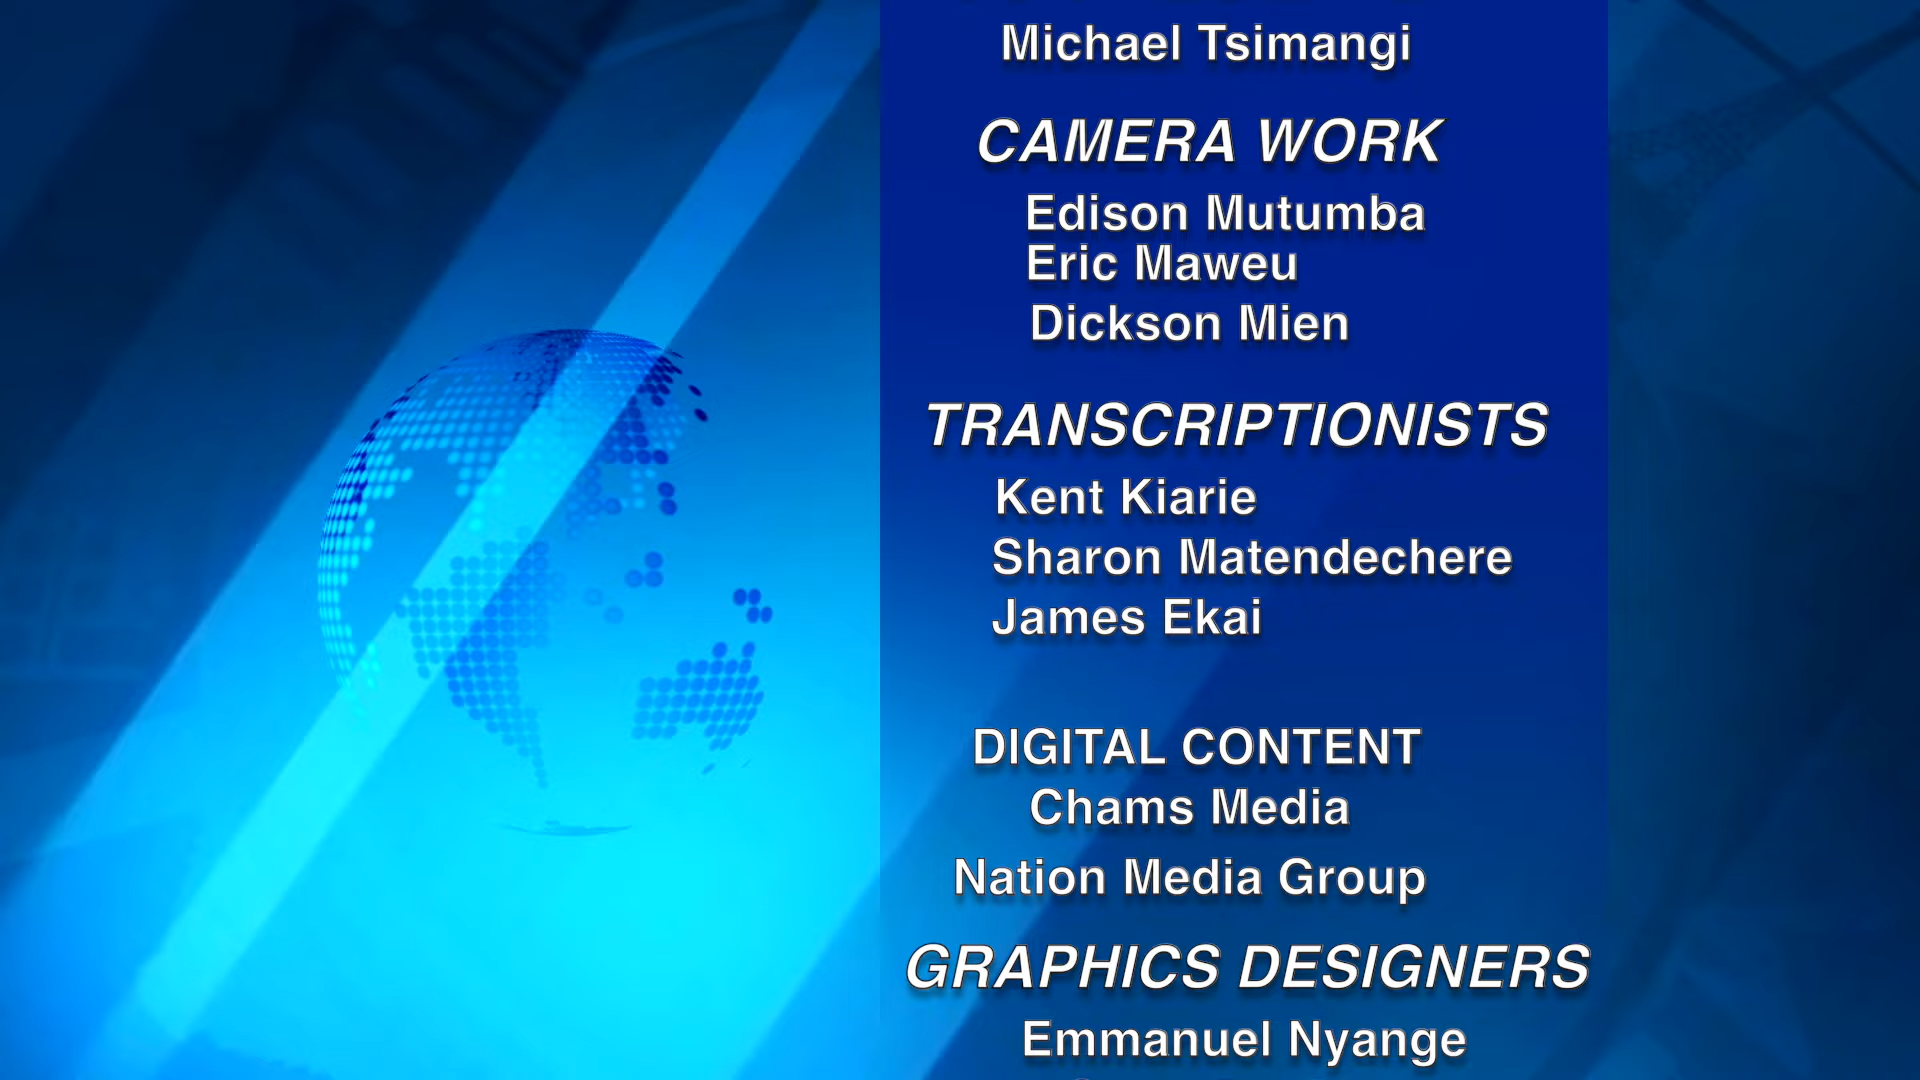 Michael Tsimangi
CAMERA WORK
Edison Mutumba
Eric Maweu
Dickson Mien
TRANSCRIPTIONISTS
Kent Kiarie
Sharon Matendechere
James Ekai
DIGITAL CONTENT
Chams Media
Nation Media Group
GRAPHICS DESIGNERS
Emmanuel Nyange